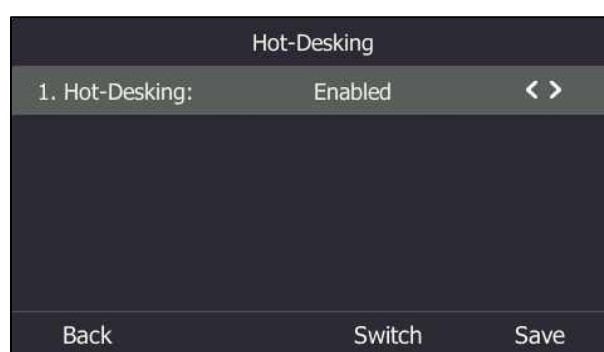 Hot-Desking
1. Hot-Desking: Enabled < >
Back Switch Save